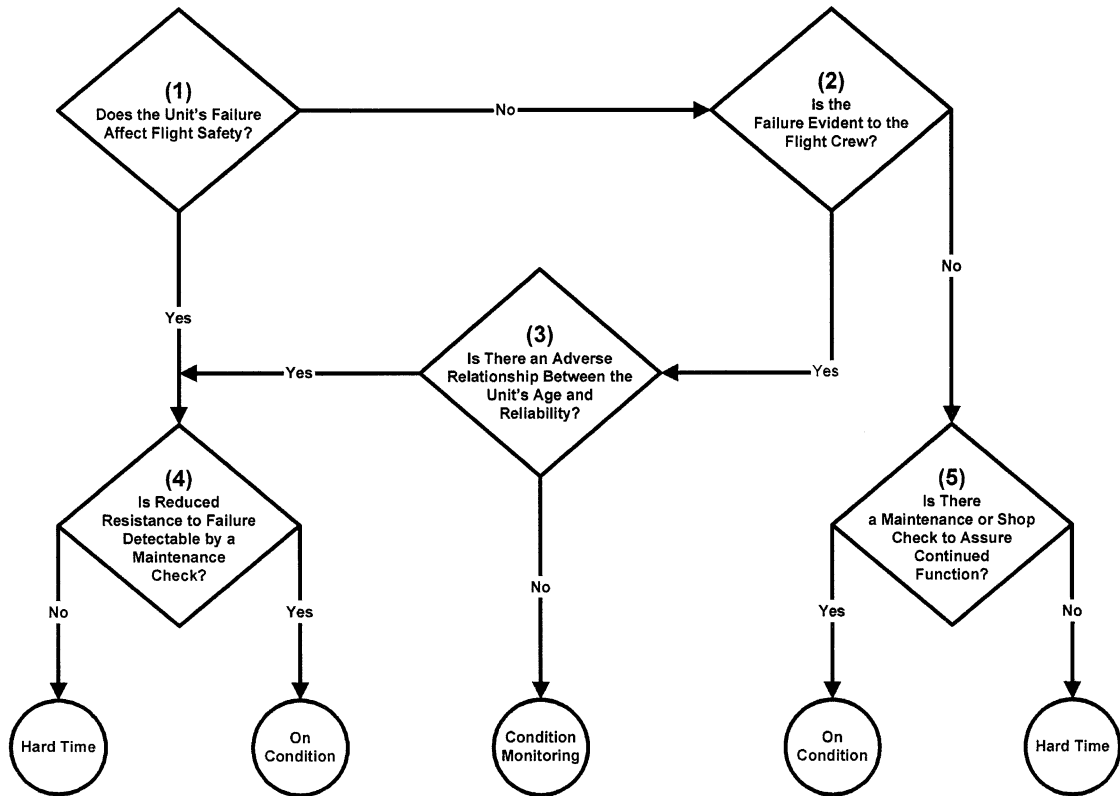 (1)
Does the Unit's Failure
Affect Flight Safety?
No
(2)
Is the
Failure Evident to the
Flight Crew?
No
Yes
(3)
Is There an Adverse
Relationship Between the
Unit's Age and
Reliability?
Yes
Yes
(4)
Is Reduced
Resistance to Failure
Detectable by a
Maintenance
Check?
(5)
Is There
a Maintenance or Shop
Check to Assure
Continued
Function?
No
Yes
No
Yes
No
Hard Time
On
Condition
Condition
Monitoring
On
Condition
Hard Time